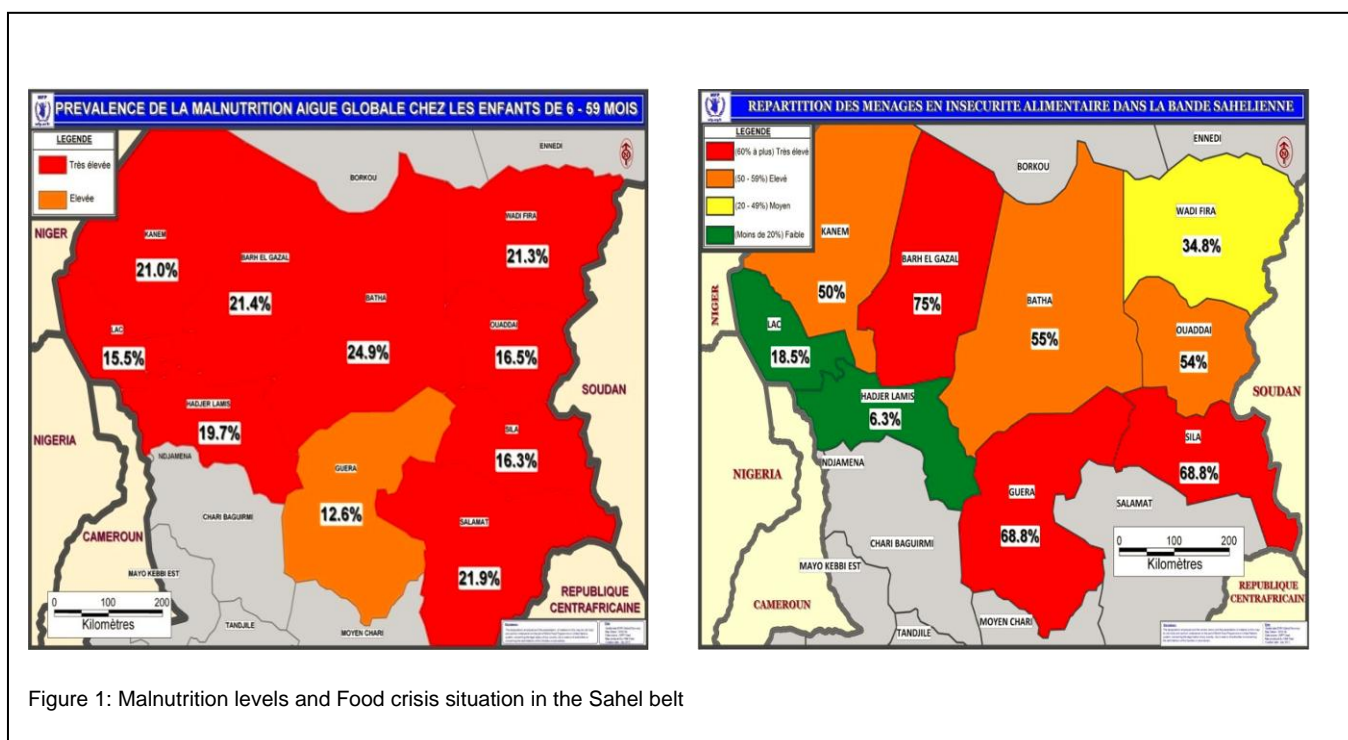 PREVALENCE DE LA MALNUTRITION AIGUE GLOBALE CHEZ LES ENFANTS DE 6 - 59 MOIS
LEGENDE
Très élevée
Elevée
ENNEDI
BORKOU
WADI FIRA
21.3%
NIGER
KANEM
21.0%
BARH EL GAZAL
21.4%
BATHA
24.9%
OUADDAI
16.5%
LAC
15.5%
SOUDAN
HADJER LAMIS
19.7%
NIGERIA
NDJAMENA
SILA
16.3%
GUERA
12.6%
CHARI BAGUIRMI
SALAMAT
21.9%
CAMEROUN
MAYO KEBBI EST
REPUBLIQUE
CENTRAFRICAINE
0 100 200
Kilomètres
TANDJILE
MOYEN CHARI
REPARTITION DES MENAGES EN INSECURITE ALIMENTAIRE DANS LA BANDE SAHELIENNE
LEGENDE
(60% à plus) Très élevé
(50 - 59%) Elevé
(20 - 49%) Moyen
(Moins de 20%) Faible
ENNEDI
BORKOU
WADI FIRA
34.8%
KANEM
50%
BARH EL GAZAL
75%
BATHA
55%
NIGER
LAC
18.5%
OUADDAI
54%
HADJER LAMIS
6.3%
SOUDAN
SILA
68.8%
NDJAMENA
NIGERIA
GUERA
68.8%
SALAMAT
CHARI BAGUIRMI
0 100 200
Kilomètres
MAYO KEBBI EST
CAMEROUN
REPUBLIQUE
CENTRAFRICAINE
TANDJILE
MOYEN CHARI
Figure 1: Malnutrition levels and Food crisis situation in the Sahel belt